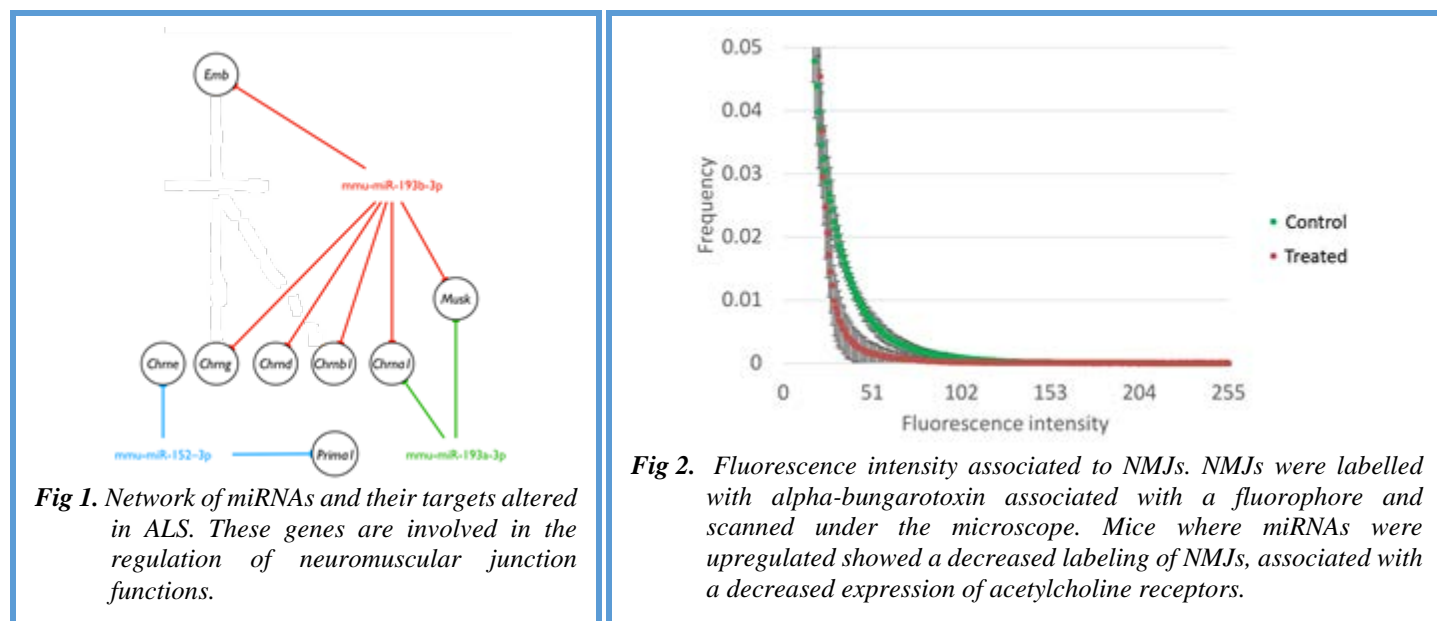 Emb
mmu-miR-193b-3p
Musk
Chrne Chrng Chrnd Chrnb1 Chrna1
mmu-miR-152-3p Prima1 mmu-miR-193a-3p
Fig 1. Network of miRNAs and their targets altered
in ALS. These genes are involved in the
regulation of neuromuscular junction
functions.
0.05
0.04
0.03
0.02
0.01
0
Frequency
0 51 102 153 204 255
Fluorescence intensity
Control
Treated
Fig 2. Fluorescence intensity associated to NMJs. NMJs were labelled
with alpha-bungarotoxin associated with a fluorophore and
scanned under the microscope. Mice where miRNAs were
upregulated showed a decreased labeling of NMJs, associated with
a decreased expression of acetylcholine receptors.